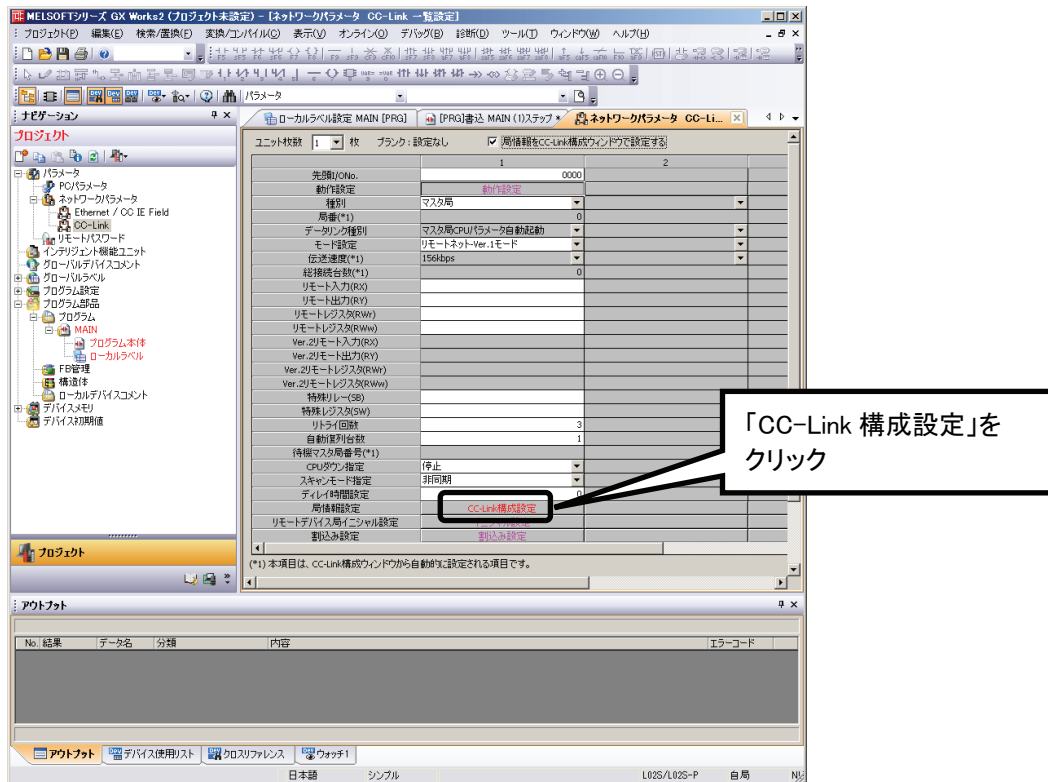 MELSOFTシリーズ GX Works2 (プロジェクト未設定) - [ネットワークパラメータ CC-Link 一覧設定]
プロジェクト(P) 編集(E) 検索/置換(F) 変換/コンパイル(C) 表示(V) オンライン(O) デバッグ(B) 診断(D) ツール(T) ウィンドウ(W) ヘルプ(H)
パラメータ
ナビゲーション
ローカルラベル設定 MAIN [PRG] [PRG]書込 MAIN (1)ステップ * ネットワークパラメータ CC-Li...
プロジェクト
パラメータ
PCパラメータ
ネットワークパラメータ
Ethernet / CC IE Field
CC-Link
リモートパスワード
インテリジェント機能ユニット
グローバルデバイスコメント
グローバルラベル
プログラム設定
プログラム部品
プログラム
MAIN
プログラム本体
ローカルラベル
FB管理
構造体
ローカルデバイスコメント
デバイスメモリ
デバイス初期値
プロジェクト
ユニット枚数 1 枚 ブランク:設定なし 局情報をCC-Link構成ウィンドウで設定する
1 2
先頭I/ONo. 0000
動作設定 動作設定
種別 マスタ局
局番(*1) 0
データリンク種別 マスタ局CPUパラメータ自動起動
モード設定 リモートネット-Ver.1モード
伝送速度(*1) 156kbps
総接続台数(*1) 0
リモート入力(RX)
リモート出力(RY)
リモートレジスタ(RWr)
リモートレジスタ(RWw)
Ver.2リモート入力(RX)
Ver.2リモート出力(RY)
Ver.2リモートレジスタ(RWr)
Ver.2リモートレジスタ(RWw)
特殊リレー(SB)
特殊レジスタ(SW)
リトライ回数 3
自動復列台数 1
待機マスタ局番号(*1)
CPUダウン指定 停止
スキャンモード指定 非同期
ディレイ時間設定 0
局情報設定 CC-Link構成設定
リモートデバイス局イニシャル設定
割込み設定 割込み設定
(*1) 本項目は、CC-Link構成ウィンドウから自動的に設定される項目です。
「CC-Link 構成設定」を
クリック
アウトプット
No. 結果 データ名 分類 内容 エラーコード
アウトプット デバイス使用リスト クロスリファレンス ウォッチ1
日本語 シンプル L02S/L02S-P 自局